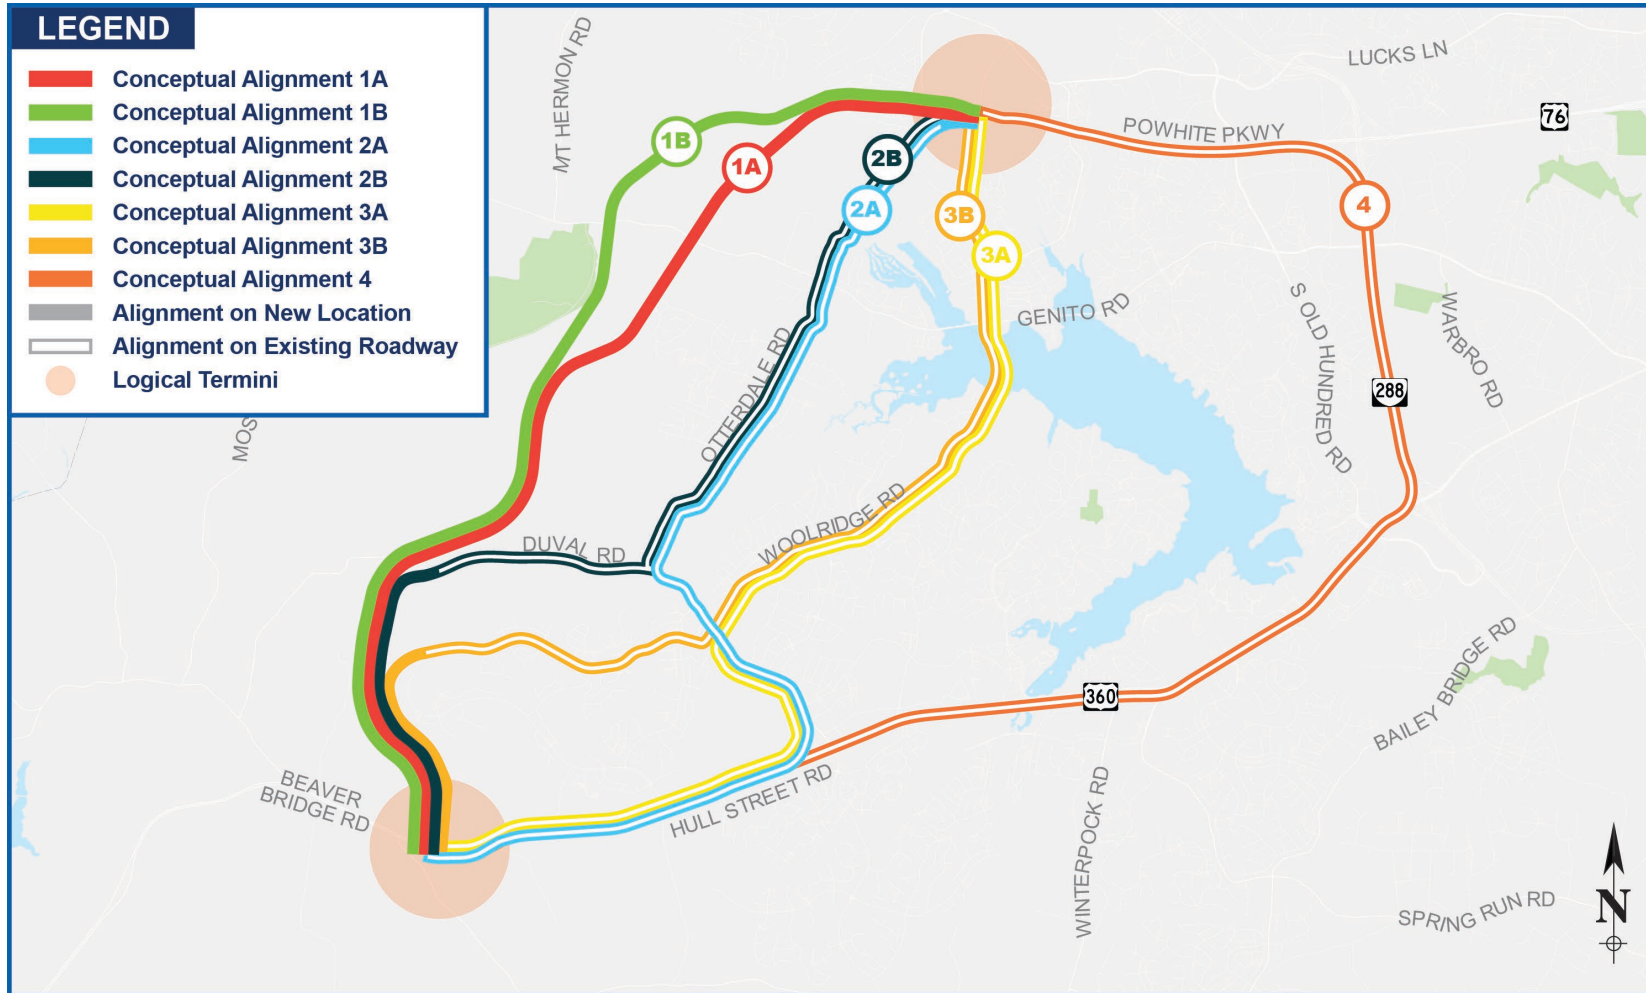 LEGEND
Conceptual Alignment 1A
Conceptual Alignment 1B
Conceptual Alignment 2A
Conceptual Alignment 2B
Conceptual Alignment 3A
Conceptual Alignment 3B
Conceptual Alignment 4
Alignment on New Location
Alignment on Existing Roadway
Logical Termini
MT HERMON RD
LUCKS LN
76
POWHITE PKWY
1B
1A
2B
2A
3B
3A
4
GENITO RD
S OLD HUNDRED RD
WARBRO RD
288
OTTERDALE RD
MOS
WOOLRIDGE RD
DUVAL RD
360
BAILEY BRIDGE RD
BEAVER
BRIDGE RD
HULL STREET RD
WINTERPOCK RD
SPRING RUN RD
N